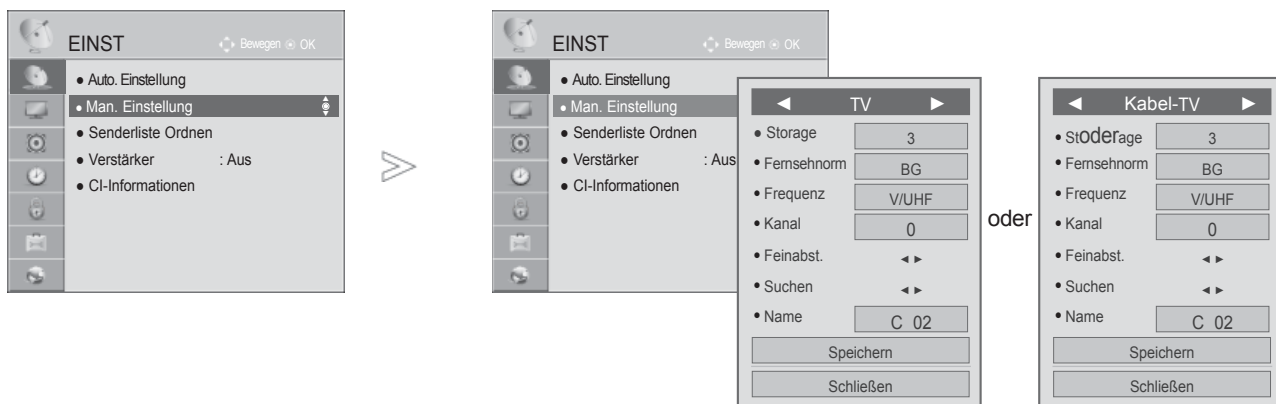 EINST Bewegen OK
● Auto. Einstellung
● Man. Einstellung
● Senderliste Ordnen
● Verstärker : Aus
● CI-Informationen
EINST Bewegen OK
● Auto. Einstellung
● Man. Einstellung
● Senderliste Ordnen
● Verstärker : Aus
● CI-Informationen
◀ TV ▶
● Storage 3
● Fernsehnorm BG
● Frequenz V/UHF
● Kanal 0
● Feinabst. ◀ ▶
● Suchen ◀ ▶
● Name C 02
Speichern
Schließen
oder
◀ Kabel-TV ▶
● Stoderage 3
● Fernsehnorm BG
● Frequenz V/UHF
● Kanal 0
● Feinabst. ◀ ▶
● Suchen ◀ ▶
● Name C 02
Speichern
Schließen